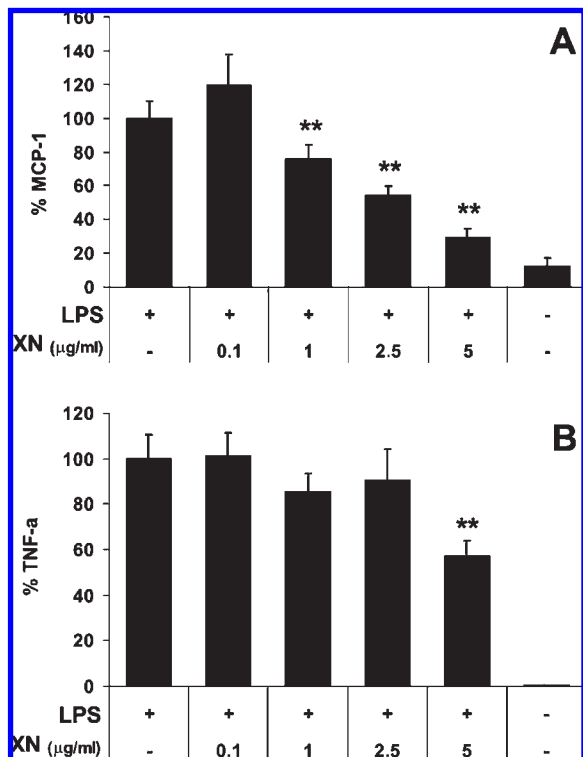 A
160
140
120
100
80
60
40
20
0
% MCP-1
** ** **
LPS + + + + + -
XN (μg/ml) - 0.1 1 2.5 5 -
B
120
100
80
60
40
20
0
% TNF-a
**
LPS + + + + + -
XN (μg/ml) - 0.1 1 2.5 5 -